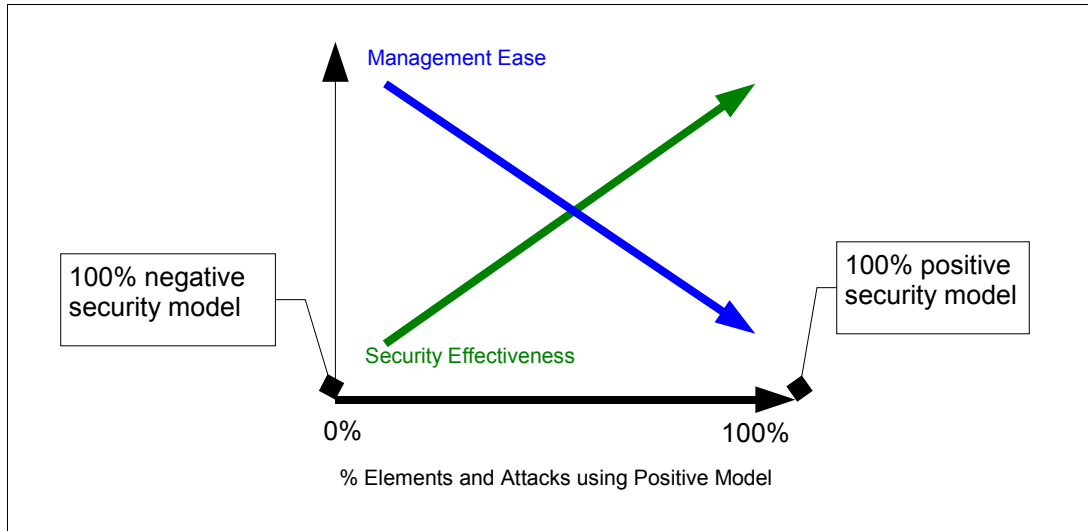 Management Ease
100% negative
security model
100% positive
security model
Security Effectiveness
0%
100%
% Elements and Attacks using Positive Model